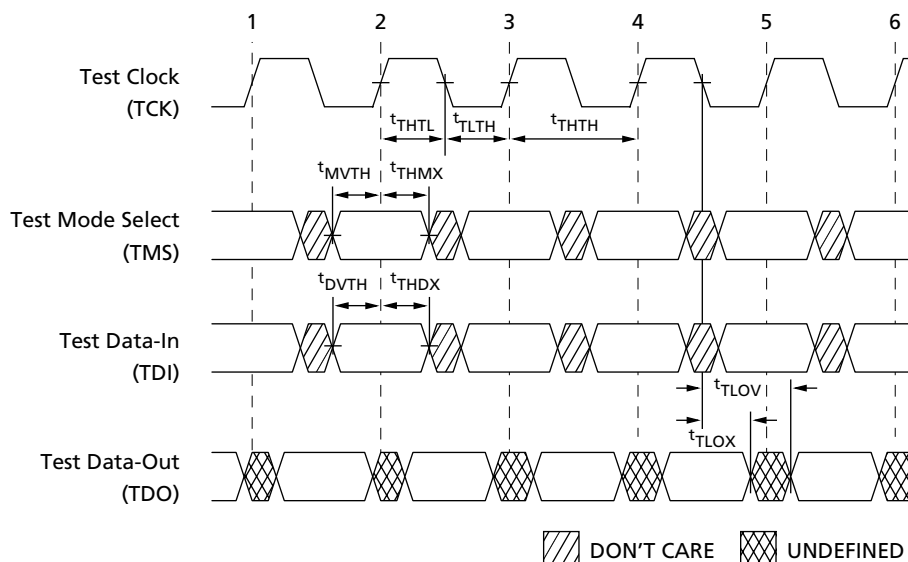 1 2 3 4 5 6
Test Clock
(TCK)
tTHTL tTLTH tTHTH
tMVTH tTHMX
Test Mode Select
(TMS)
tDVTH tTHDX
Test Data-In
(TDI)
tTLOV
tTLOX
Test Data-Out
(TDO)
DON'T CARE UNDEFINED